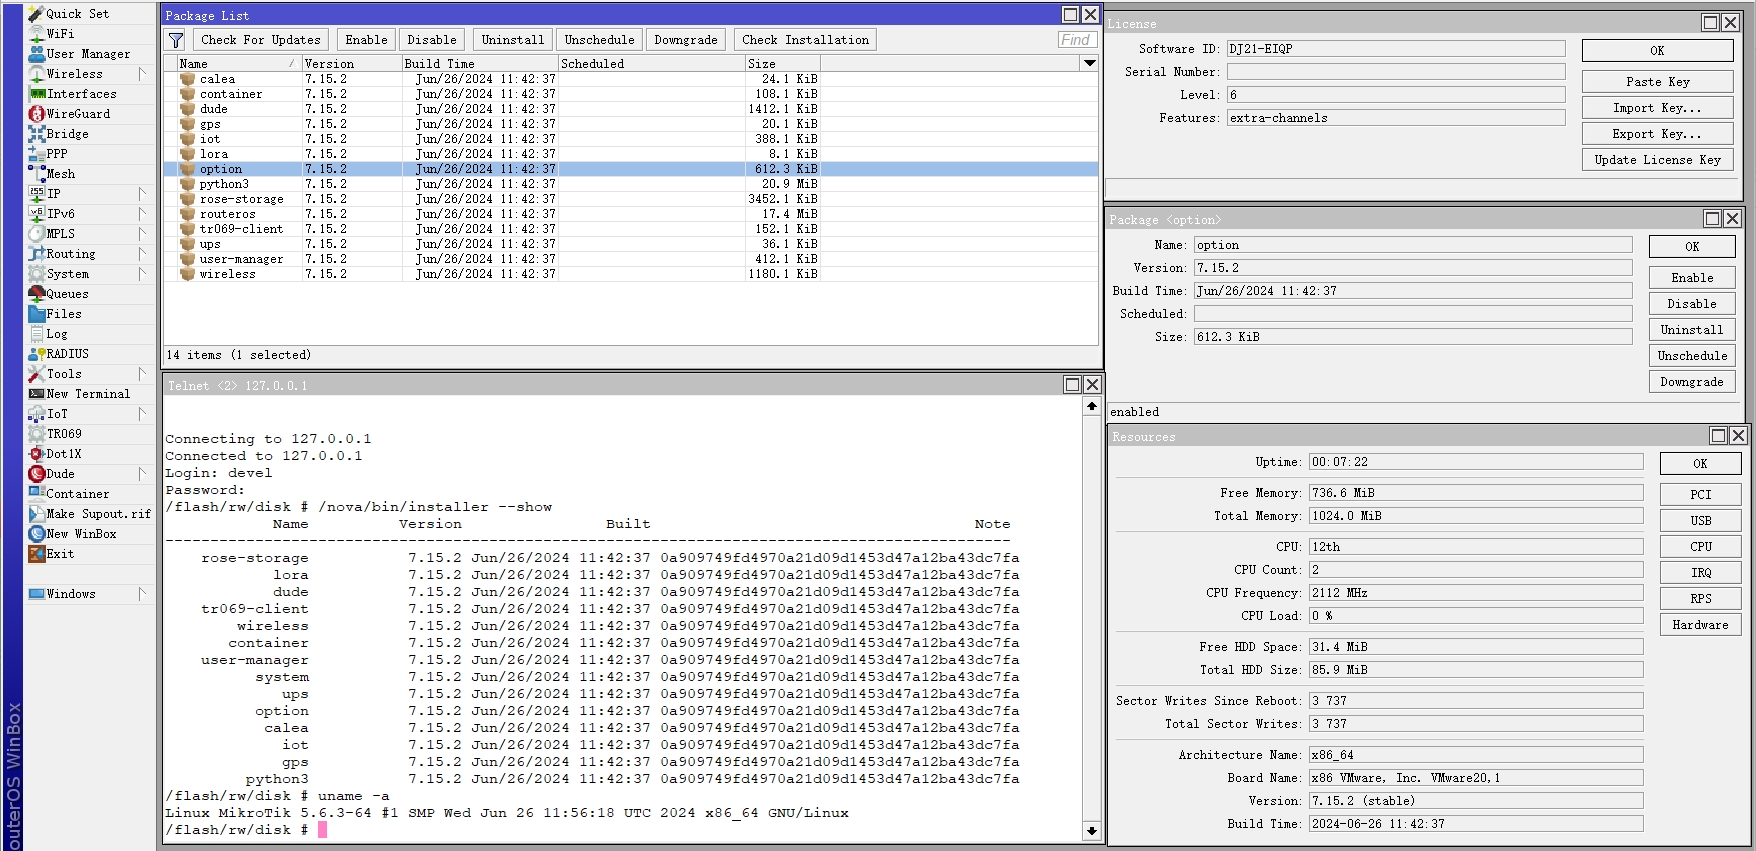 Quick Set
WiFi
User Manager
Wireless
Interfaces
WireGuard
Bridge
PPP
Mesh
IP
IPv6
MPLS
Routing
System
Queues
Files
Log
RADIUS
Tools
New Terminal
IoT
TR069
Dot1X
Dude
Container
Make Supout.rif
New WinBox
Exit
Windows
outerOS WinBox
Package List
Check For Updates Enable Disable Uninstall Unschedule Downgrade Check Installation Find
Name Version Build Time Scheduled Size
calea 7.15.2 Jun/26/2024 11:42:37 24.1 KiB
container 7.15.2 Jun/26/2024 11:42:37 108.1 KiB
dude 7.15.2 Jun/26/2024 11:42:37 1412.1 KiB
gps 7.15.2 Jun/26/2024 11:42:37 20.1 KiB
iot 7.15.2 Jun/26/2024 11:42:37 388.1 KiB
lora 7.15.2 Jun/26/2024 11:42:37 8.1 KiB
option 7.15.2 Jun/26/2024 11:42:37 612.3 KiB
python3 7.15.2 Jun/26/2024 11:42:37 20.9 MiB
rose-storage 7.15.2 Jun/26/2024 11:42:37 3452.1 KiB
routeros 7.15.2 Jun/26/2024 11:42:37 17.4 MiB
tr069-client 7.15.2 Jun/26/2024 11:42:37 152.1 KiB
ups 7.15.2 Jun/26/2024 11:42:37 36.1 KiB
user-manager 7.15.2 Jun/26/2024 11:42:37 412.1 KiB
wireless 7.15.2 Jun/26/2024 11:42:37 1180.1 KiB
14 items (1 selected)
Telnet <2> 127.0.0.1
Connecting to 127.0.0.1
Connected to 127.0.0.1
Login: devel
Password:
/flash/rw/disk # /nova/bin/installer --show
Name Version Built Note
----------------------------------------------------------------------------------------------
rose-storage 7.15.2 Jun/26/2024 11:42:37 0a909749fd4970a21d09d1453d47a12ba43dc7fa
lora 7.15.2 Jun/26/2024 11:42:37 0a909749fd4970a21d09d1453d47a12ba43dc7fa
dude 7.15.2 Jun/26/2024 11:42:37 0a909749fd4970a21d09d1453d47a12ba43dc7fa
tr069-client 7.15.2 Jun/26/2024 11:42:37 0a909749fd4970a21d09d1453d47a12ba43dc7fa
wireless 7.15.2 Jun/26/2024 11:42:37 0a909749fd4970a21d09d1453d47a12ba43dc7fa
container 7.15.2 Jun/26/2024 11:42:37 0a909749fd4970a21d09d1453d47a12ba43dc7fa
user-manager 7.15.2 Jun/26/2024 11:42:37 0a909749fd4970a21d09d1453d47a12ba43dc7fa
system 7.15.2 Jun/26/2024 11:42:37 0a909749fd4970a21d09d1453d47a12ba43dc7fa
ups 7.15.2 Jun/26/2024 11:42:37 0a909749fd4970a21d09d1453d47a12ba43dc7fa
option 7.15.2 Jun/26/2024 11:42:37 0a909749fd4970a21d09d1453d47a12ba43dc7fa
calea 7.15.2 Jun/26/2024 11:42:37 0a909749fd4970a21d09d1453d47a12ba43dc7fa
iot 7.15.2 Jun/26/2024 11:42:37 0a909749fd4970a21d09d1453d47a12ba43dc7fa
gps 7.15.2 Jun/26/2024 11:42:37 0a909749fd4970a21d09d1453d47a12ba43dc7fa
python3 7.15.2 Jun/26/2024 11:42:37 0a909749fd4970a21d09d1453d47a12ba43dc7fa
/flash/rw/disk # uname -a
Linux MikroTik 5.6.3-64 #1 SMP Wed Jun 26 11:56:18 UTC 2024 x86_64 GNU/Linux
/flash/rw/disk #
License
Software ID: DJ21-EIQP
Serial Number:
Level: 6
Features: extra-channels
OK
Paste Key
Import Key...
Export Key...
Update License Key
Package <option>
Name: option
Version: 7.15.2
Build Time: Jun/26/2024 11:42:37
Scheduled:
Size: 612.3 KiB
OK
Enable
Disable
Uninstall
Unschedule
Downgrade
enabled
Resources
Uptime: 00:07:22
Free Memory: 736.6 MiB
Total Memory: 1024.0 MiB
CPU: 12th
CPU Count: 2
CPU Frequency: 2112 MHz
CPU Load: 0 %
Free HDD Space: 31.4 MiB
Total HDD Size: 85.9 MiB
Sector Writes Since Reboot: 3 737
Total Sector Writes: 3 737
Architecture Name: x86_64
Board Name: x86 VMware, Inc. VMware20,1
Version: 7.15.2 (stable)
Build Time: 2024-06-26 11:42:37
OK
PCI
USB
CPU
IRQ
RPS
Hardware